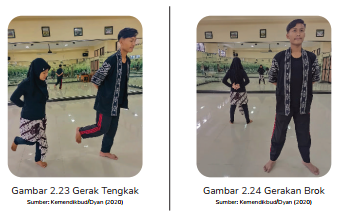 Gambar 2.23 Gerak Tengkak
Sumber: Kemendikbud/Dyan (2020)
Gambar 2.24 Gerakan Brok
Sumber: Kemendikbud/Dyan (2020)